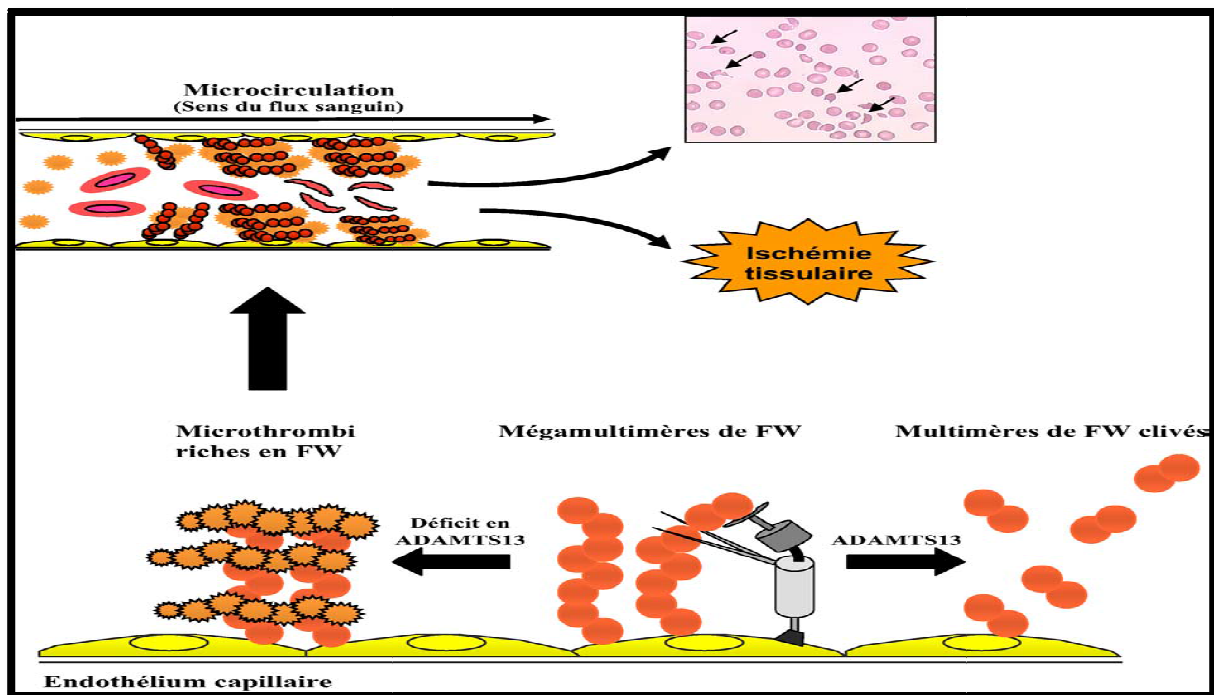 Microcirculation
(Sens du flux sanguin)
Ischémie
tissulaire
Microthrombi
riches en FW
Mégamultimères de FW
Multimères de FW clivés
Déficit en
ADAMTS13
ADAMTS13
Endothélium capillaire